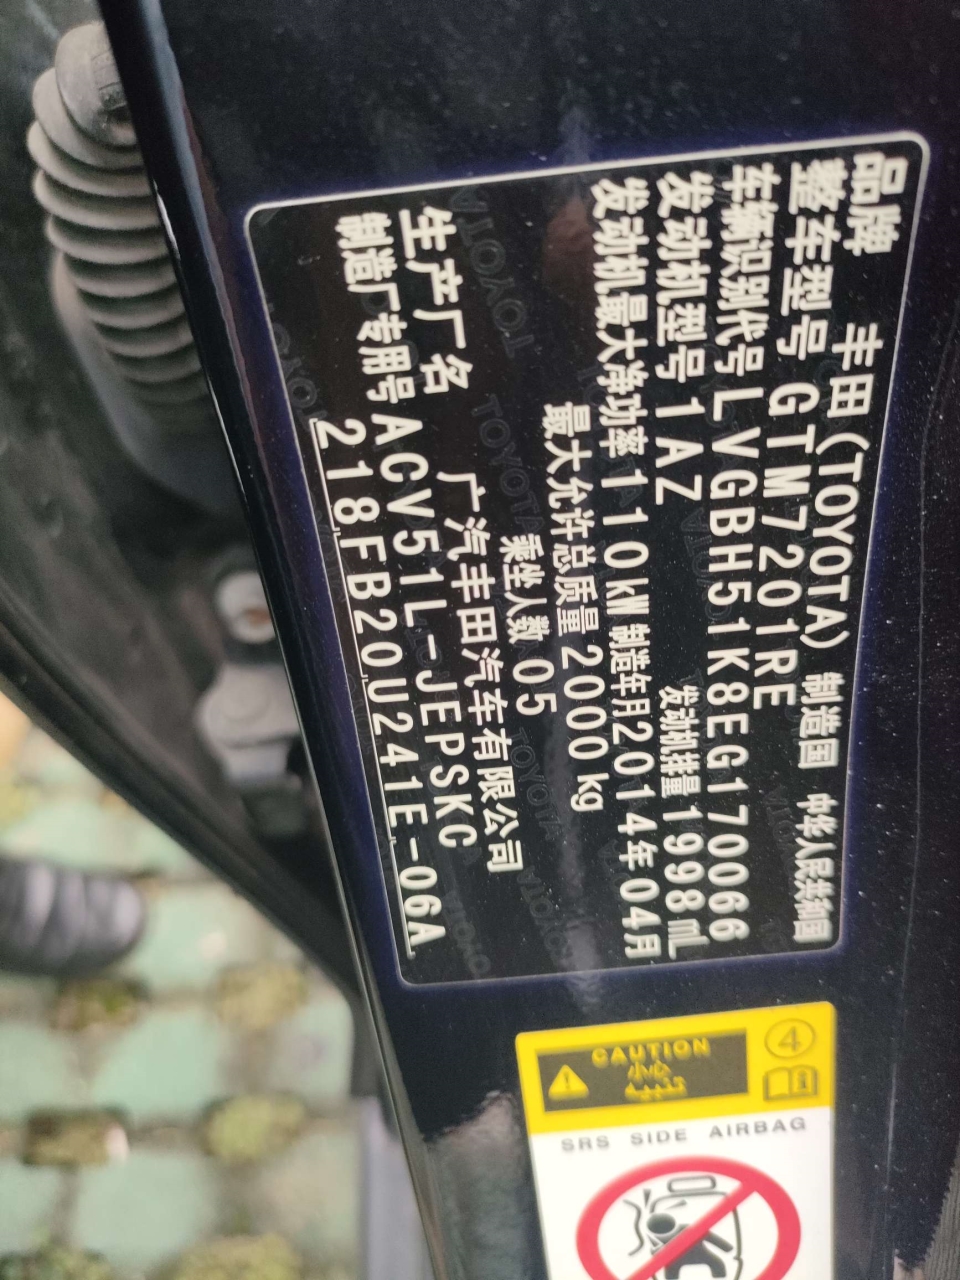 品牌 丰田(TOYOTA) 制造国 中华人民共和国
整车型号 GTM7201RE
车辆识别代号 LVGBH51K8EG170066
发动机型号 1AZ 发动机排量 1998mL
发动机最大净功率 110kW 制造年月 2014年04月
最大允许总质量 2000kg
乘坐人数 05
生产厂名 广汽丰田汽车有限公司
制造厂专用号 ACV51L-JEPSKC
218FB20U241E-06A
CAUTION
小心
4
SRS SIDE AIRBAG